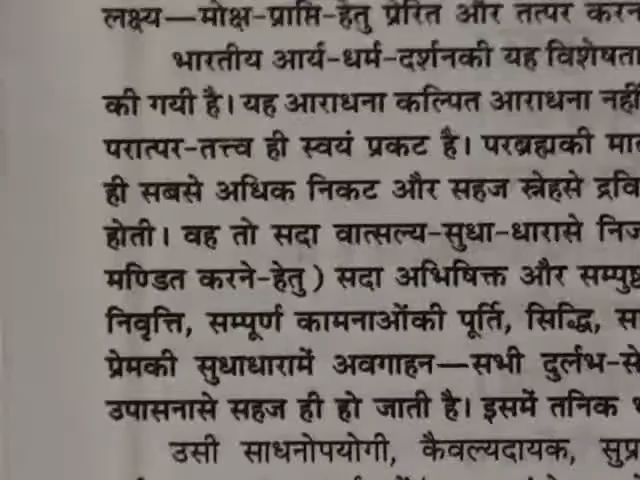 लक्ष्य—मोक्ष-प्राप्ति-हेतु प्रेरित और तत्पर करन
भारतीय आर्य-धर्म-दर्शनकी यह विशेषता
की गयी है। यह आराधना कल्पित आराधना नहीं
परात्पर-तत्त्व ही स्वयं प्रकट है। परब्रह्मकी मा
ही सबसे अधिक निकट और सहज स्नेहसे द्रवि
होती। वह तो सदा वात्सल्य-सुधा-धारासे निज
मण्डित करने-हेतु ) सदा अभिषिक्त और सम्पुष्ट
निवृत्ति, सम्पूर्ण कामनाओंकी पूर्ति, सिद्धि, स
प्रेमकी सुधाधारामें अवगाहन—सभी दुर्लभ-से
उपासनासे सहज ही हो जाती है। इसमें तनिक
उसी साधनोपयोगी, कैवल्यदायक, सुप्र